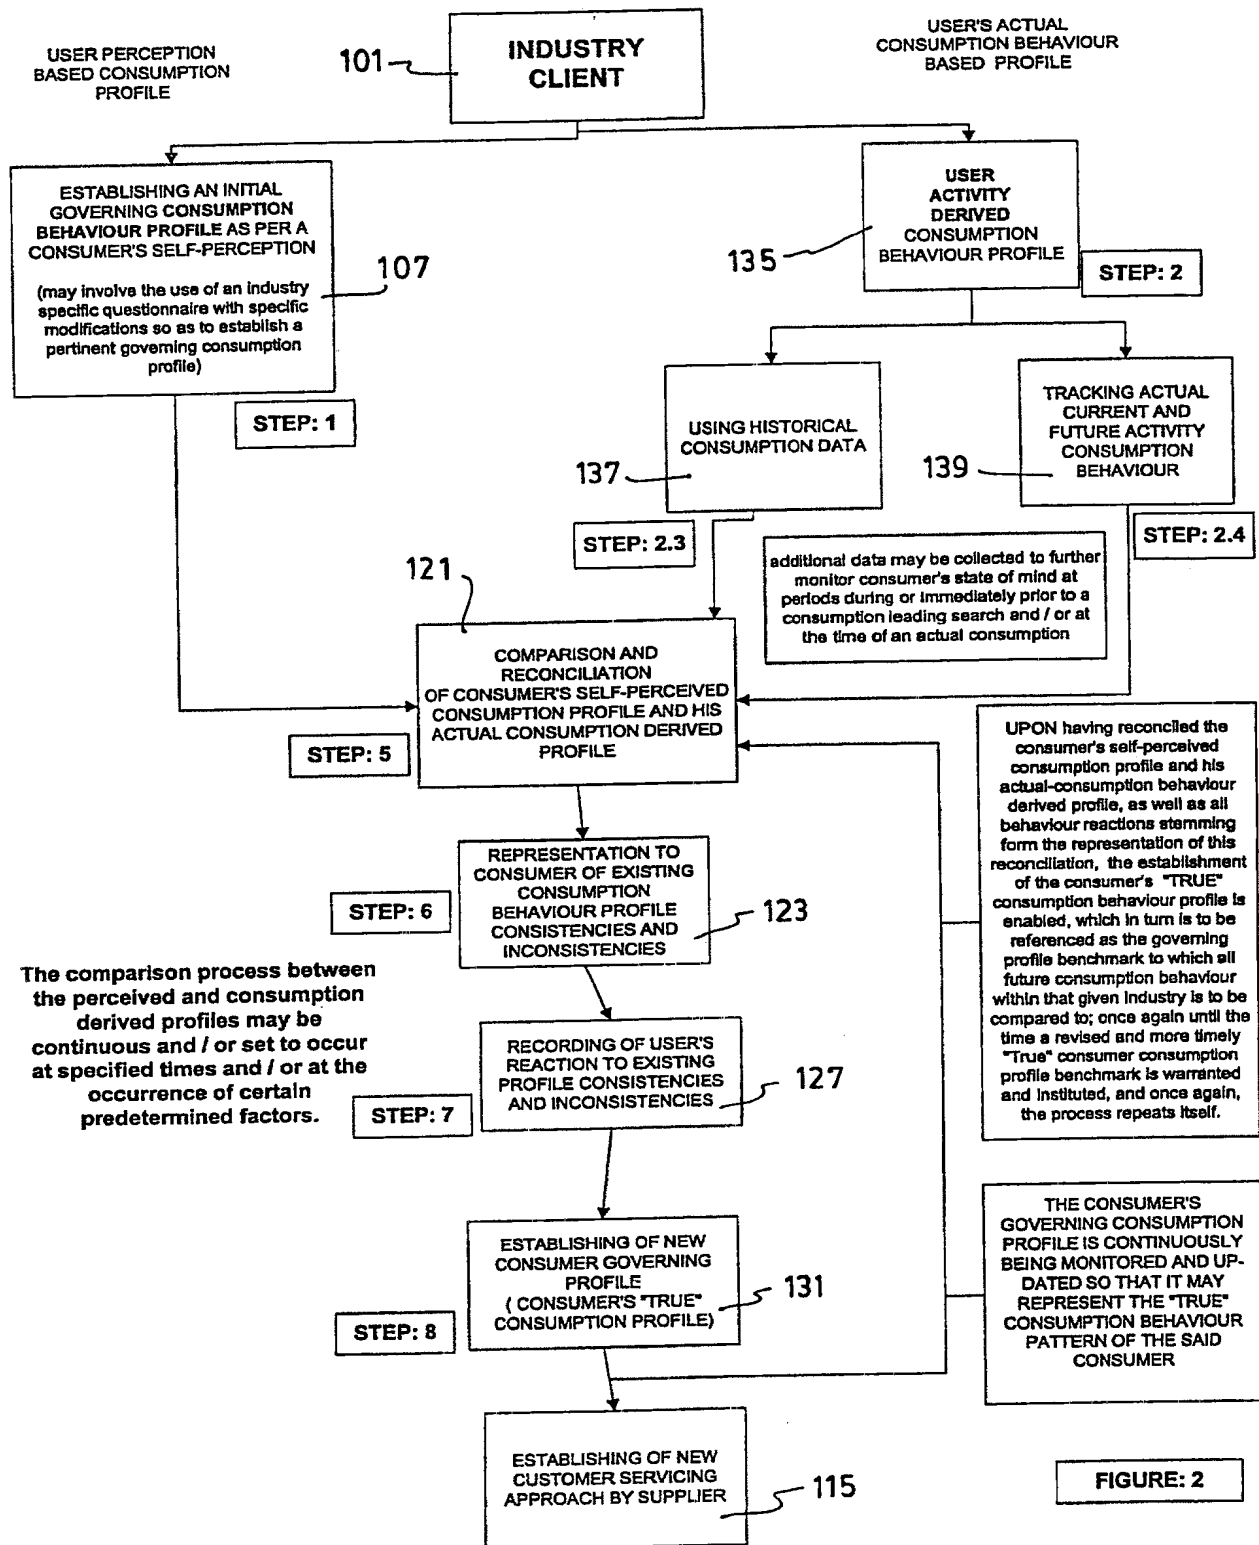 USER PERCEPTION
BASED CONSUMPTION
PROFILE
101
INDUSTRY
CLIENT
USER'S ACTUAL
CONSUMPTION BEHAVIOUR
BASED PROFILE
ESTABLISHING AN INITIAL
GOVERNING CONSUMPTION
BEHAVIOUR PROFILE AS PER A
CONSUMER'S SELF-PERCEPTION
(may involve the use of an industry
specific questionnaire with specific
modifications so as to establish a
pertinent governing consumption
profile)
107
STEP: 1
USER
ACTIVITY
DERIVED
CONSUMPTION
BEHAVIOUR PROFILE
135
STEP: 2
USING HISTORICAL
CONSUMPTION DATA
137
STEP: 2.3
TRACKING ACTUAL
CURRENT AND
FUTURE ACTIVITY
CONSUMPTION
BEHAVIOUR
139
STEP: 2.4
additional data may be collected to further
monitor consumer's state of mind at
periods during or immediately prior to a
consumption leading search and / or at
the time of an actual consumption
121
COMPARISON AND
RECONCILIATION
OF CONSUMER'S SELF-PERCEIVED
CONSUMPTION PROFILE AND HIS
ACTUAL CONSUMPTION DERIVED
PROFILE
STEP: 5
REPRESENTATION TO
CONSUMER OF EXISTING
CONSUMPTION
BEHAVIOUR PROFILE
CONSISTENCIES AND
INCONSISTENCIES
STEP: 6
123
The comparison process between
the perceived and consumption
derived profiles may be
continuous and / or set to occur
at specified times and / or at the
occurrence of certain
predetermined factors.
RECORDING OF USER'S
REACTION TO EXISTING
PROFILE CONSISTENCIES
AND INCONSISTENCIES
127
STEP: 7
UPON having reconciled the
consumer's self-perceived
consumption profile and his
actual-consumption behaviour
derived profile, as well as all
behaviour reactions stemming
form the representation of this
reconciliation, the establishment
of the consumer's "TRUE"
consumption behaviour profile is
enabled, which in turn is to be
referenced as the governing
profile benchmark to which all
future consumption behaviour
within that given industry is to be
compared to; once again until the
time a revised and more timely
"True" consumer consumption
profile benchmark is warranted
and instituted, and once again,
the process repeats itself.
ESTABLISHING OF NEW
CONSUMER GOVERNING
PROFILE
( CONSUMER'S "TRUE"
CONSUMPTION PROFILE)
131
STEP: 8
THE CONSUMER'S
GOVERNING CONSUMPTION
PROFILE IS CONTINUOUSLY
BEING MONITORED AND UP-
DATED SO THAT IT MAY
REPRESENT THE "TRUE"
CONSUMPTION BEHAVIOUR
PATTERN OF THE SAID
CONSUMER
ESTABLISHING OF NEW
CUSTOMER SERVICING
APPROACH BY SUPPLIER
115
FIGURE: 2